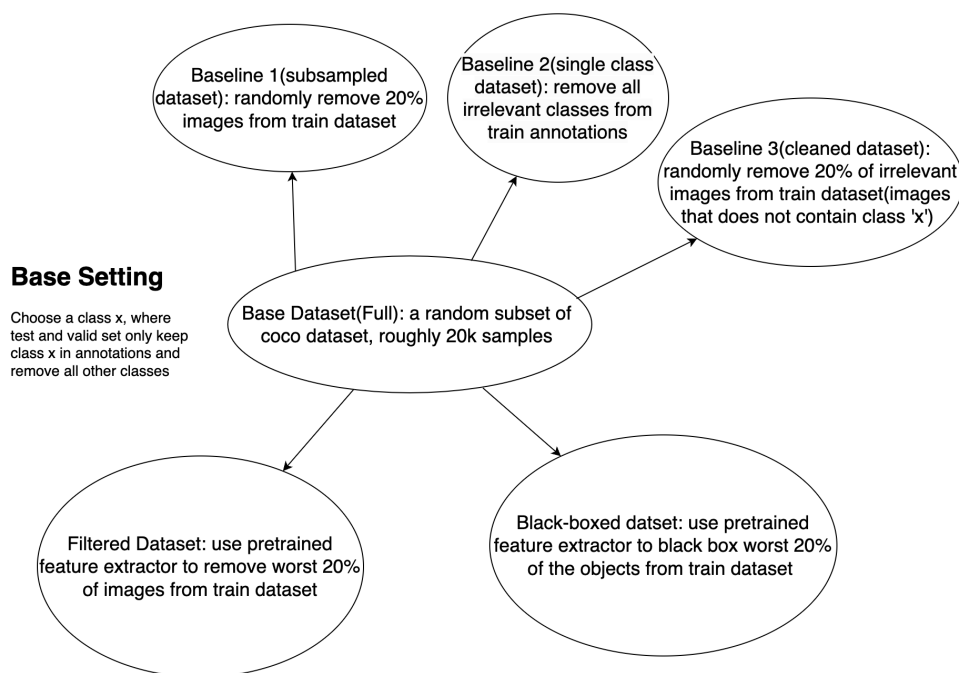 Baseline 1(subsampled
dataset): randomly remove 20%
images from train dataset
Baseline 2(single class
dataset): remove all
irrelevant classes from
train annotations
Baseline 3(cleaned dataset):
randomly remove 20% of irrelevant
images from train dataset(images
that does not contain class 'x')
Base Setting
Choose a class x, where
test and valid set only keep
class x in annotations and
remove all other classes
Base Dataset(Full): a random subset of
coco dataset, roughly 20k samples
Filtered Dataset: use pretrained
feature extractor to remove worst 20%
of images from train dataset
Black-boxed datset: use pretrained
feature extractor to black box worst 20%
of the objects from train dataset